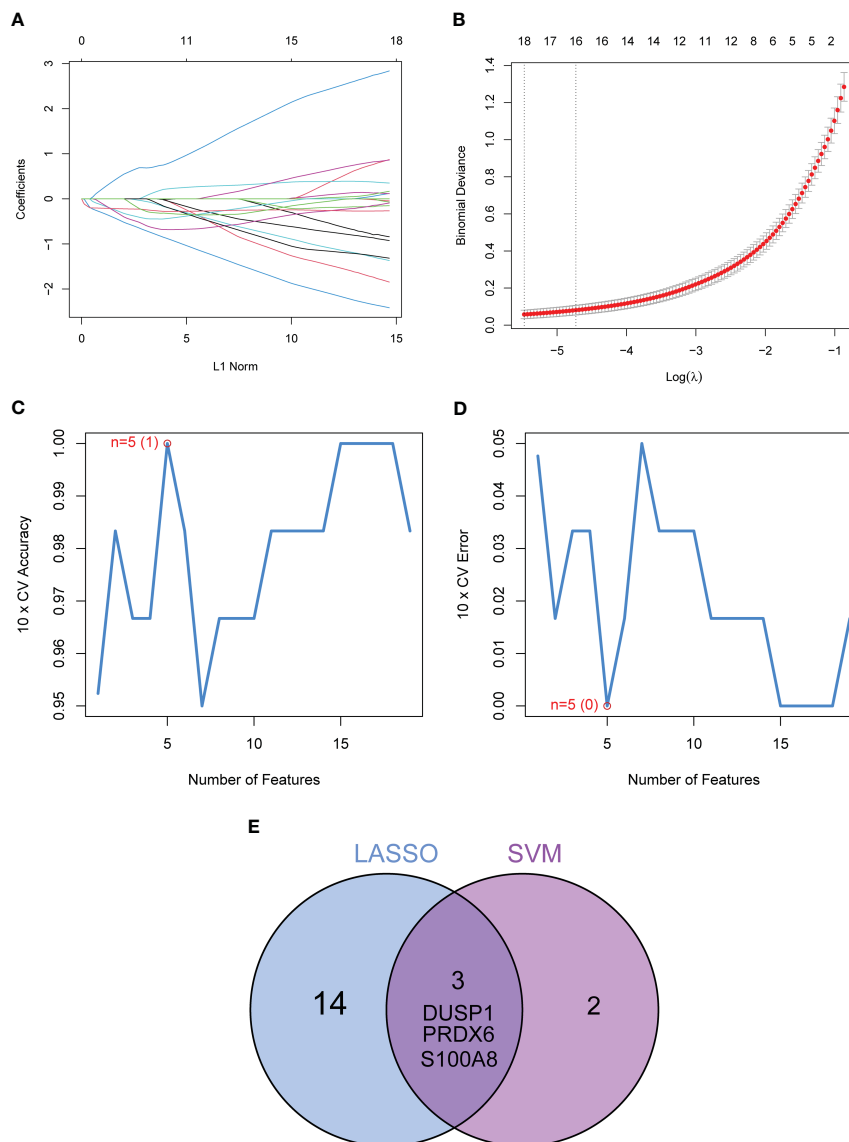 A
0 11 15 18
3
2
1
0
−1
−2
Coefficients
0 5 10 15
L1 Norm
B
18 17 16 16 14 14 12 11 12 8 6 5 5 2
1.4
1.2
1.0
0.8
0.6
0.4
0.2
0.0
Binomial Deviance
−5 −4 −3 −2 −1
Log(λ)
C
n=5 (1)
1.00
0.99
0.98
0.97
0.96
0.95
10 x CV Accuracy
5 10 15
Number of Features
D
0.05
0.04
0.03
0.02
0.01
0.00
10 x CV Error
n=5 (0)
5 10 15
Number of Features
E
LASSO SVM
14 3 2
DUSP1
PRDX6
S100A8